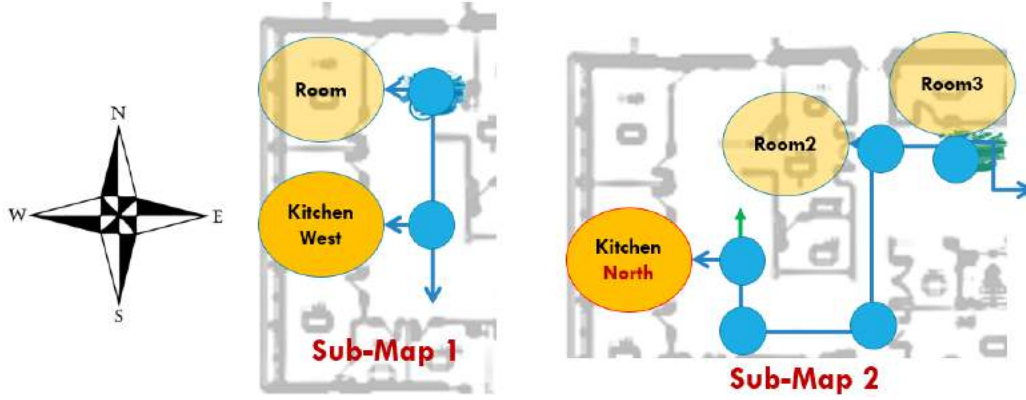 N
W
E
S
Room
Kitchen
West
Sub-Map 1
Room3
Room2
Kitchen
North
Sub-Map 2